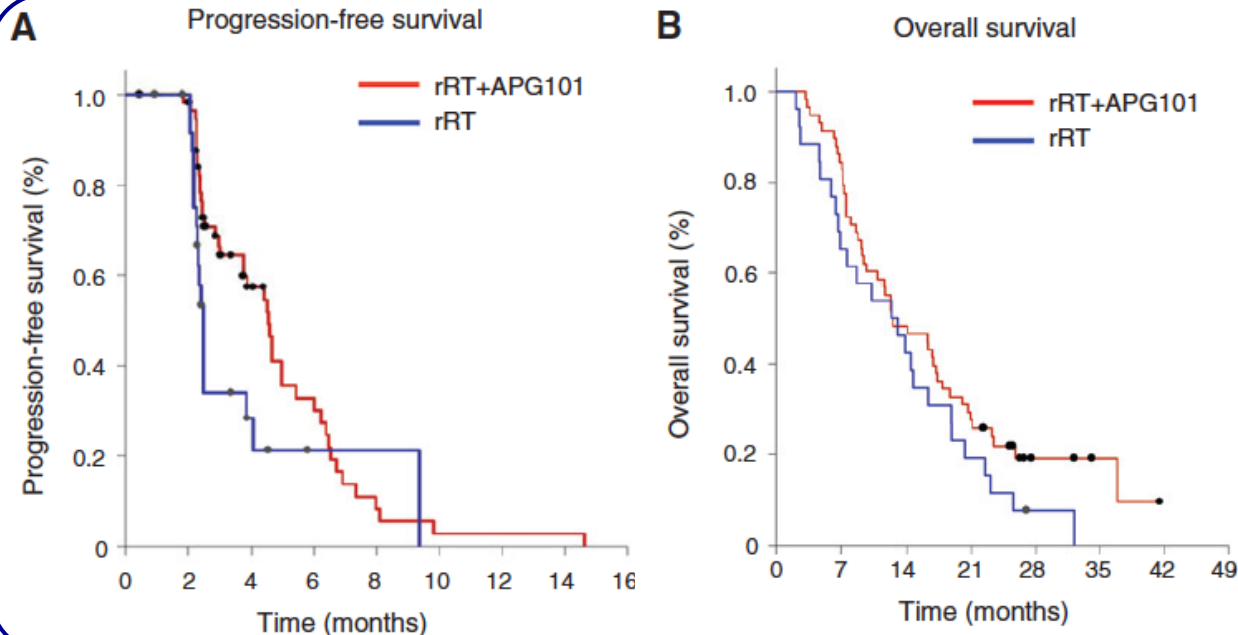 A
Progression-free survival
rRT+APG101
rRT
Progression-free survival (%)
1.0
0.8
0.6
0.4
0.2
0
0 2 4 6 8 10 12 14 16
Time (months)
B
Overall survival
rRT+APG101
rRT
Overall survival (%)
1.0
0.8
0.6
0.4
0.2
0
0 7 14 21 28 35 42 49
Time (months)